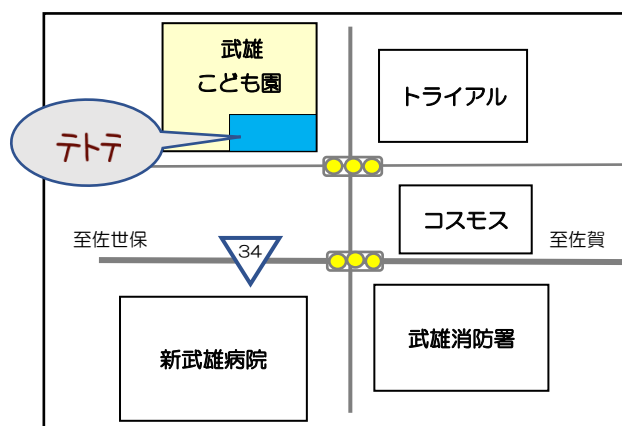 武雄
こども園
トライアル
テトテ
コスモス
至佐世保
34
至佐賀
新武雄病院
武雄消防署